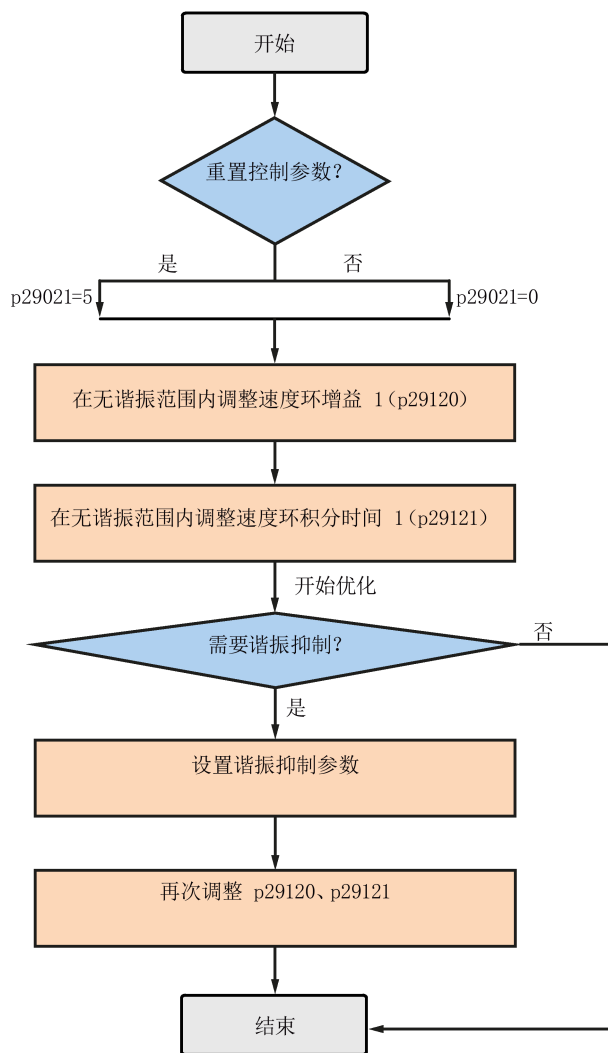 开始
重置控制参数？
是
否
p29021=5
p29021=0
在无谐振范围内调整速度环增益 1(p29120)
在无谐振范围内调整速度环积分时间 1(p29121)
开始优化
需要谐振抑制？
否
是
设置谐振抑制参数
再次调整 p29120、p29121
结束